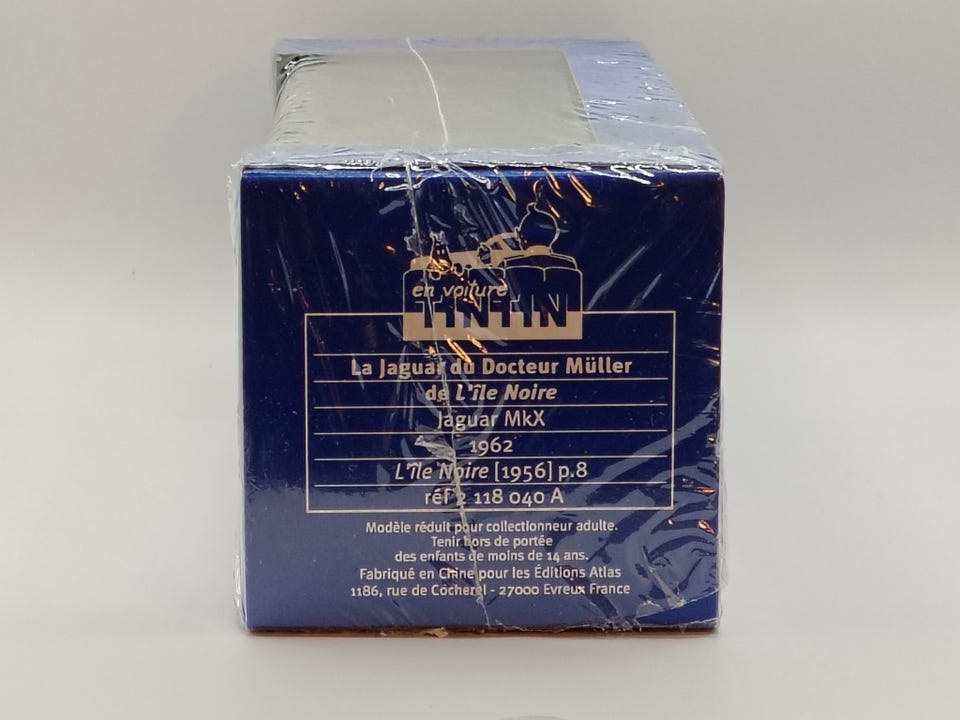 en voiture
TINTIN
La Jaguar du Docteur Müller
de L'île Noire
Jaguar MkX
1962
L'île Noire [1956] p.8
réf 2 118 040 A
Modèle réduit pour collectionneur adulte.
Tenir hors de portée
des enfants de moins de 14 ans.
Fabriqué en Chine pour les Éditions Atlas
1186, rue de Cocherel - 27000 Evreux France